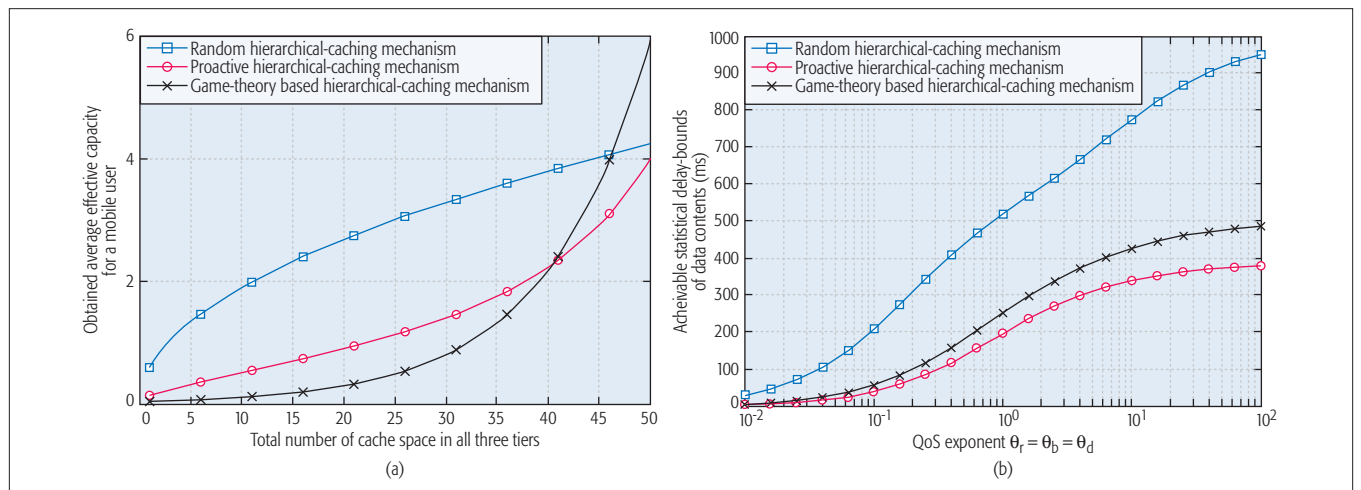 6
4
2
0
Obtained average effective capacity
for a mobile user
Random hierarchical-caching mechanism
Proactive hierarchical-caching mechanism
Game-theory based hierarchical-caching mechanism
0 5 10 15 20 25 30 35 40 45 50
Total number of cache space in all three tiers
(a)
1000
900
800
700
600
500
400
300
200
100
0
Acheivable statistical delay-bounds
of data contents (ms)
Random hierarchical-caching mechanism
Proactive hierarchical-caching mechanism
Game-theory based hierarchical-caching mechanism
10-2 10-1 100 101 102
QoS exponent θr = θb = θd
(b)